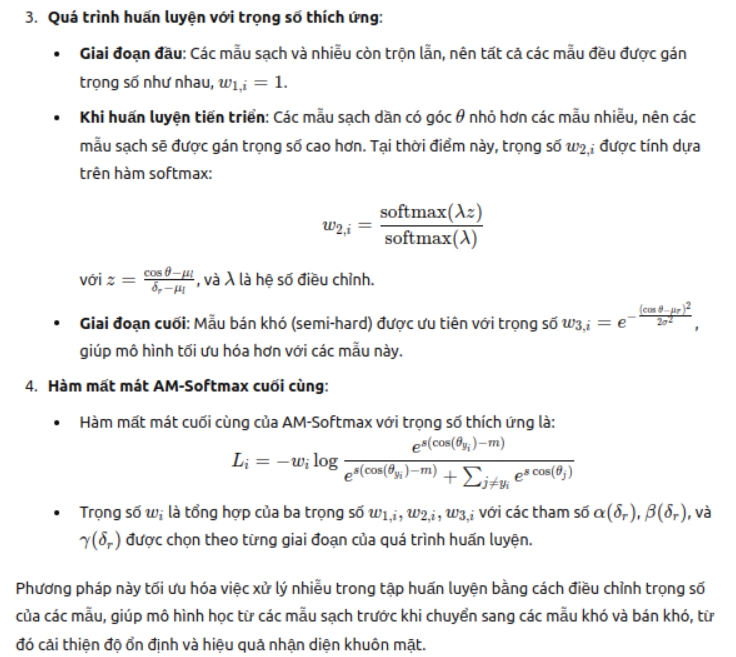 3. Quá trình huấn luyện với trọng số thích ứng:
• Giai đoạn đầu: Các mẫu sạch và nhiễu còn trộn lẫn, nên tất cả các mẫu đều được gán
trọng số như nhau, $w_{1,i} = 1$.
• Khi huấn luyện tiến triển: Các mẫu sạch dần có góc $\theta$ nhỏ hơn các mẫu nhiễu, nên các
mẫu sạch sẽ được gán trọng số cao hơn. Tại thời điểm này, trọng số $w_{2,i}$ được tính dựa
trên hàm softmax:
$w_{2,i} = \frac{\text{softmax}(\lambda z)}{\text{softmax}(\lambda)}$
với $z = \frac{\cos \theta - \mu_l}{\delta_r - \mu_l}$, và $\lambda$ là hệ số điều chỉnh.
• Giai đoạn cuối: Mẫu bán khó (semi-hard) được ưu tiên với trọng số $w_{3,i} = e^{-\frac{(\cos \theta - \mu_r)^2}{2\sigma^2}}$,
giúp mô hình tối ưu hóa hơn với các mẫu này.
4. Hàm mất mát AM-Softmax cuối cùng:
• Hàm mất mát cuối cùng của AM-Softmax với trọng số thích ứng là:
$L_i = -w_i \log \frac{e^{s(\cos(\theta_{y_i}) - m)}}{e^{s(\cos(\theta_{y_i}) - m)} + \sum_{j \neq y_i} e^{s \cos(\theta_j)}}$
• Trọng số $w_i$ là tổng hợp của ba trọng số $w_{1,i}, w_{2,i}, w_{3,i}$ với các tham số $\alpha(\delta_r)$, $\beta(\delta_r)$, và
$\gamma(\delta_r)$ được chọn theo từng giai đoạn của quá trình huấn luyện.
Phương pháp này tối ưu hóa việc xử lý nhiễu trong tập huấn luyện bằng cách điều chỉnh trọng số
của các mẫu, giúp mô hình học từ các mẫu sạch trước khi chuyển sang các mẫu khó và bán khó, từ
đó cải thiện độ ổn định và hiệu quả nhận diện khuôn mặt.